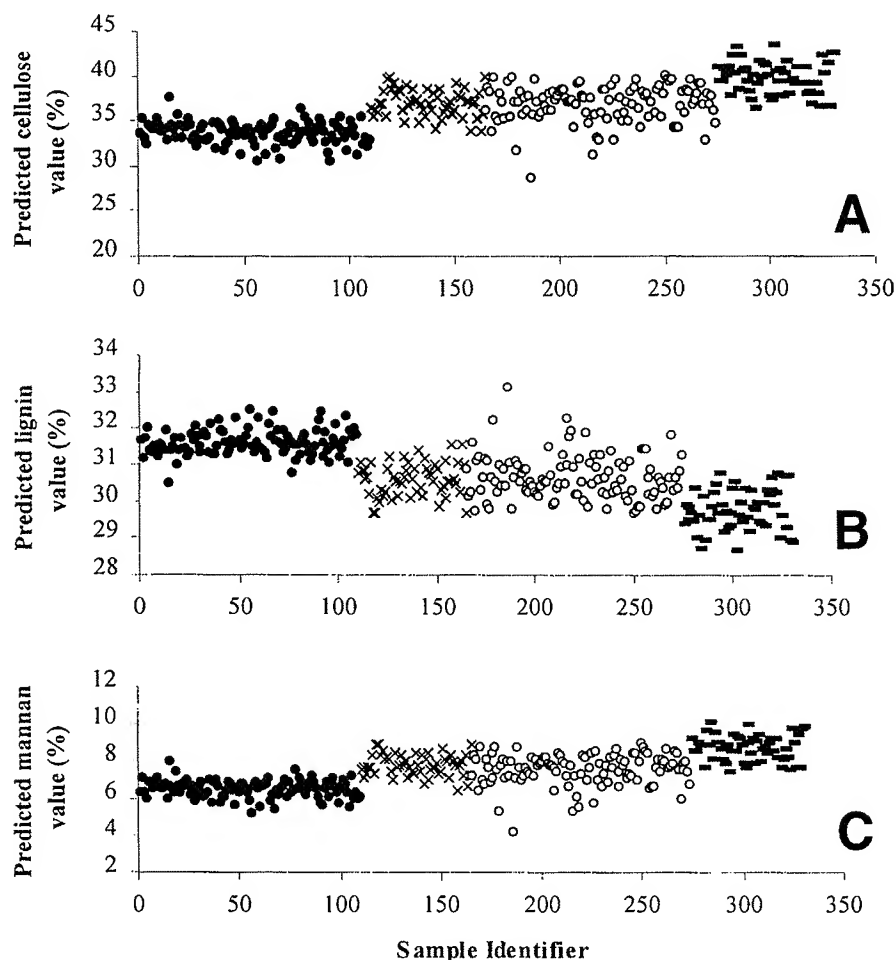 45
40
35
30
25
20
Predicted cellulose
value (%)
A
0 50 100 150 200 250 300 350
34
33
32
31
30
29
28
Predicted lignin
value (%)
B
0 50 100 150 200 250 300 350
12
10
8
6
4
2
Predicted mannan
value (%)
C
0 50 100 150 200 250 300 350
Sample Identifier